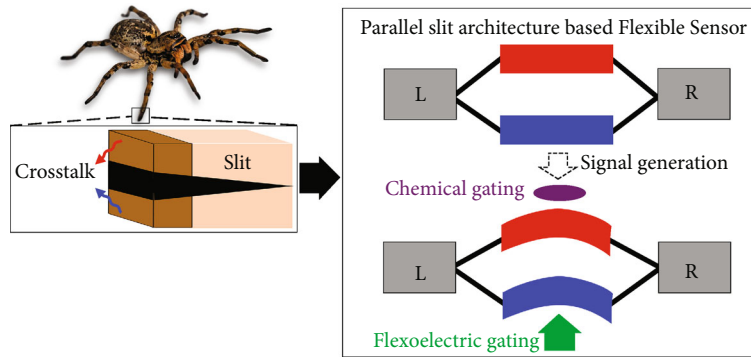 Parallel slit architecture based Flexible Sensor
L
R
Crosstalk
Slit
Signal generation
Chemical gating
L
R
Flexoelectric gating